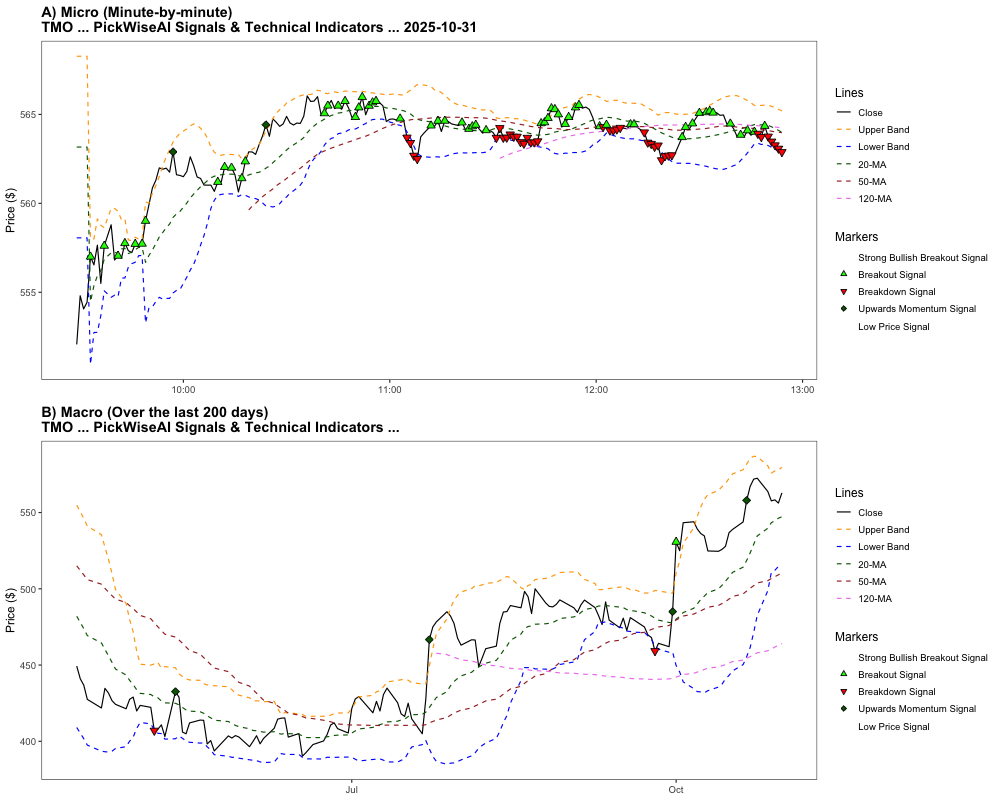 A) Micro (Minute-by-minute)
TMO ... PickWiseAI Signals & Technical Indicators ... 2025-10-31
Price ($)
565
560
555
10:00
11:00
12:00
13:00
Lines
Close
Upper Band
Lower Band
20-MA
50-MA
120-MA
Markers
Strong Bullish Breakout Signal
Breakout Signal
Breakdown Signal
Upwards Momentum Signal
Low Price Signal
B) Macro (Over the last 200 days)
TMO ... PickWiseAI Signals & Technical Indicators ...
Price ($)
550
500
450
400
Jul
Oct
Lines
Close
Upper Band
Lower Band
20-MA
50-MA
120-MA
Markers
Strong Bullish Breakout Signal
Breakout Signal
Breakdown Signal
Upwards Momentum Signal
Low Price Signal